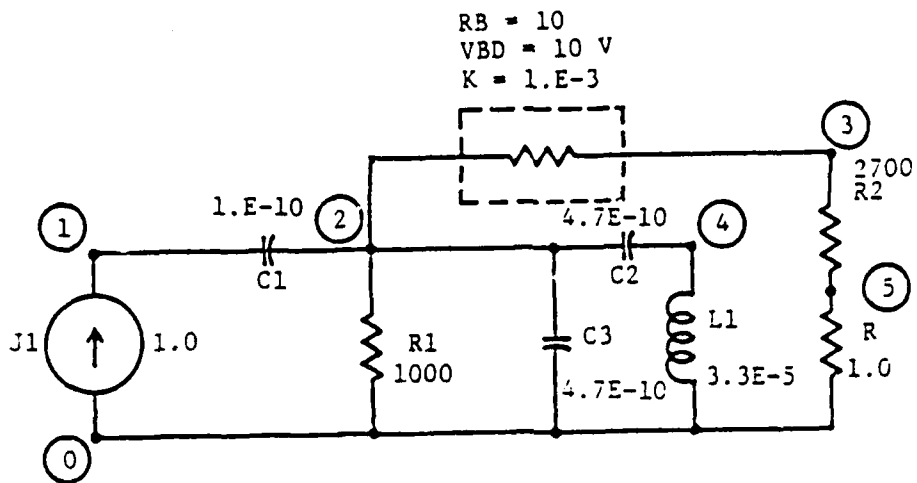 RB = 10
VBD = 10 V
K = 1.E-3
3
2700
R2
1.E-10
2
4.7E-10
4
1
C1
C2
5
J1
1.0
R1
1000
C3
L1
R
1.0
4.7E-10
3.3E-5
0